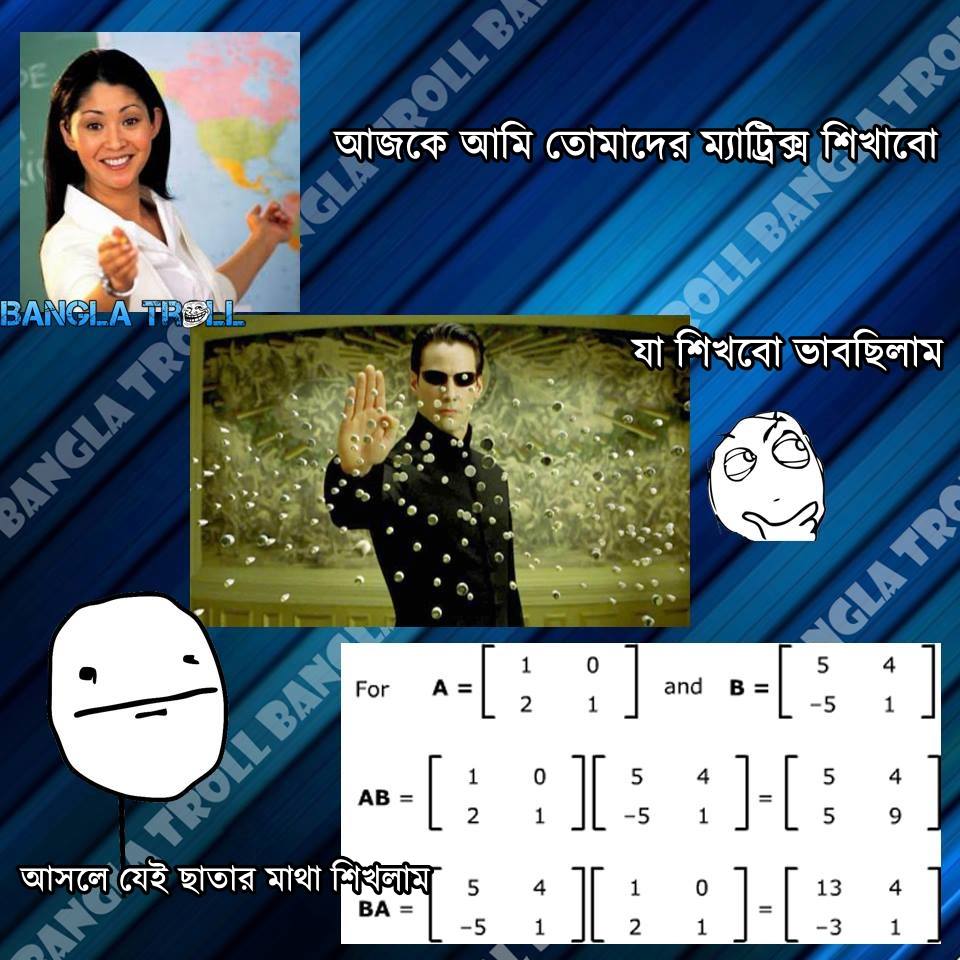 আজকে আমি তোমাদের ম্যাট্রিক্স শিখাবো
BANGLA TROLL
যা শিখবো ভাবছিলাম
For A = [ 1 0 ] and B = [ 5 4 ]
2 1 -5 1
AB = [ 1 0 ] [ 5 4 ] = [ 5 4 ]
2 1 -5 1 5 9
আসলে যেই ছাতার মাথা শিখলাম
BA = [ 5 4 ] [ 1 0 ] = [ 13 4 ]
-5 1 2 1 -3 1